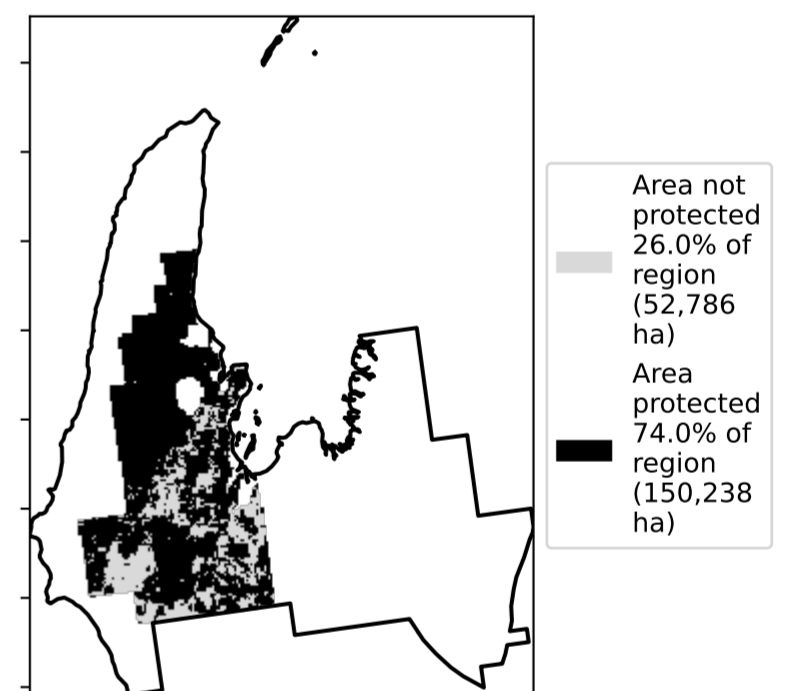 Area not
protected
26.0% of
region
(52,786
ha)
Area
protected
74.0% of
region
(150,238
ha)